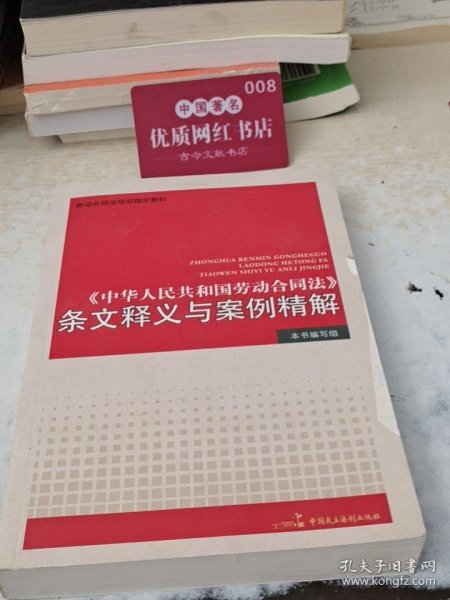 008
中国著名
优质网红书店
古今文献书店
劳动合同法培训指定教材
ZHONGHUA RENMIN GONGHEGUO
LAODONG HETONG FA
TIAOWEN SHIYI YU ANLI JINGJIE
《中华人民共和国劳动合同法》
条文释义与案例精解
本书编写组
中国民主法制出版社
孔夫子旧书网
www.kongfz.com